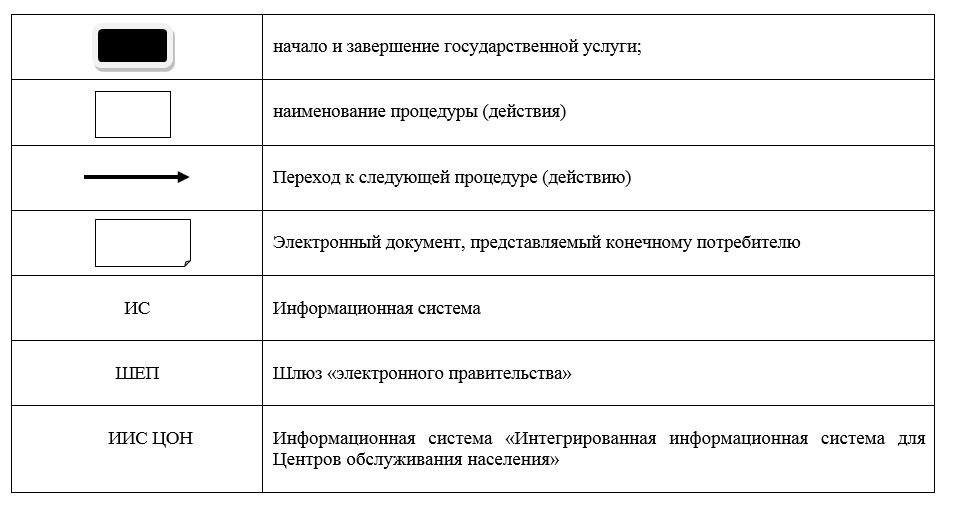 начало и завершение государственной услуги;
наименование процедуры (действия)
Переход к следующей процедуре (действию)
Электронный документ, представляемый конечному потребителю
ИС
Информационная система
ШЕП
Шлюз «электронного правительства»
ИИС ЦОН
Информационная система «Интегрированная информационная система для
Центров обслуживания населения»